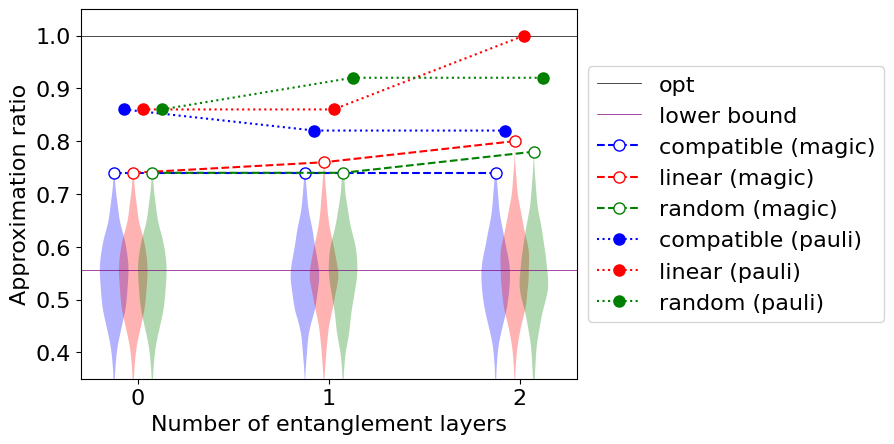 1.0
0.9
0.8
0.7
0.6
0.5
0.4
Approximation ratio
0
1
2
Number of entanglement layers
opt
lower bound
compatible (magic)
linear (magic)
random (magic)
compatible (pauli)
linear (pauli)
random (pauli)